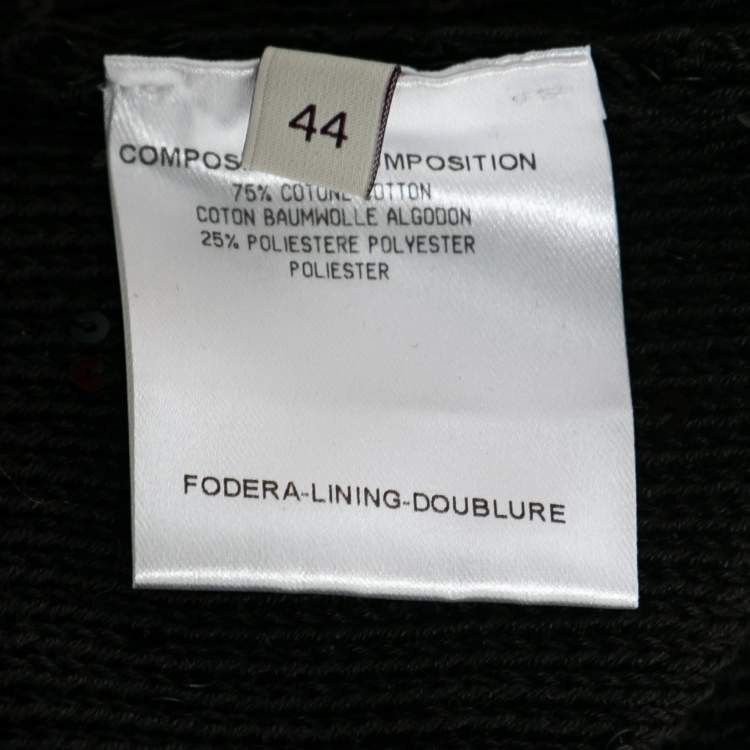 44
COMPOS MPOSITION
75% COTONE COTTON
COTON BAUMWOLLE ALGODON
25% POLIESTERE POLYESTER
POLIESTER
FODERA-LINING-DOUBLURE